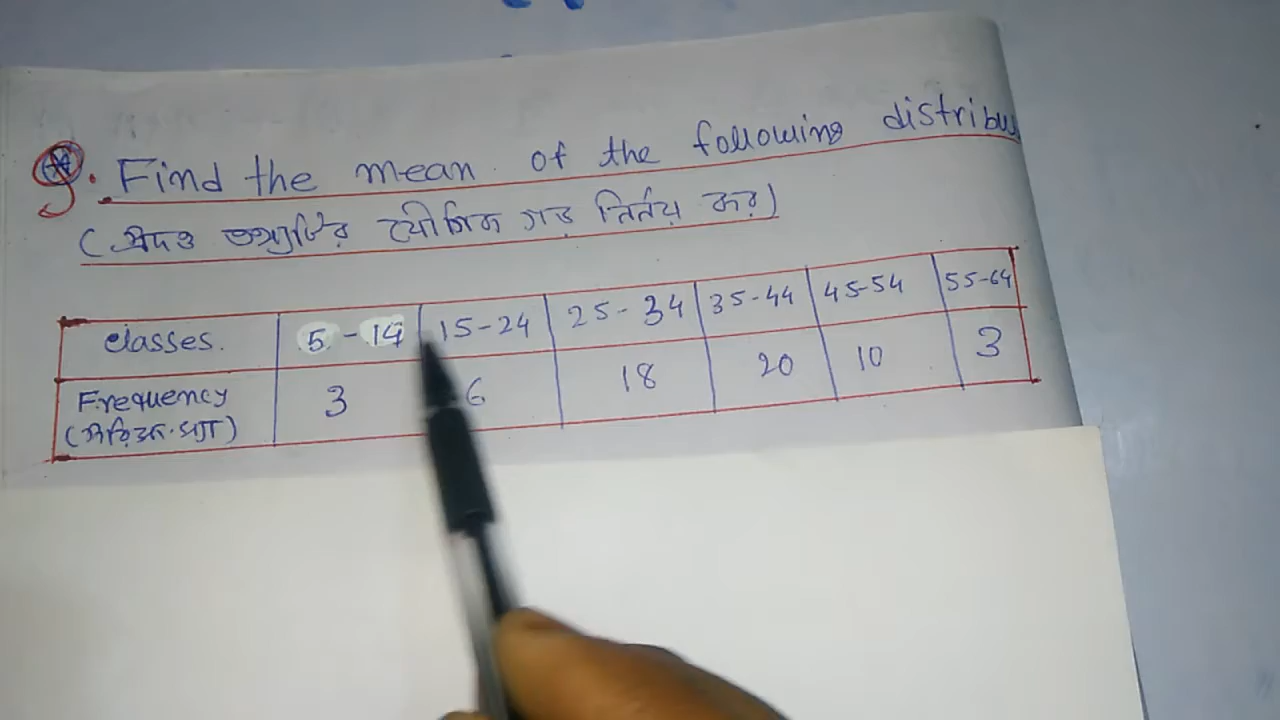 Q. Find the mean of the following distribu
(প্রদত্ত তথ্যটির যৌগিক গড় নির্ণয় কর)
classes. 5-14 15-24 25-34 35-44 45-54 55-64
Frequency 3 6 18 20 10 3